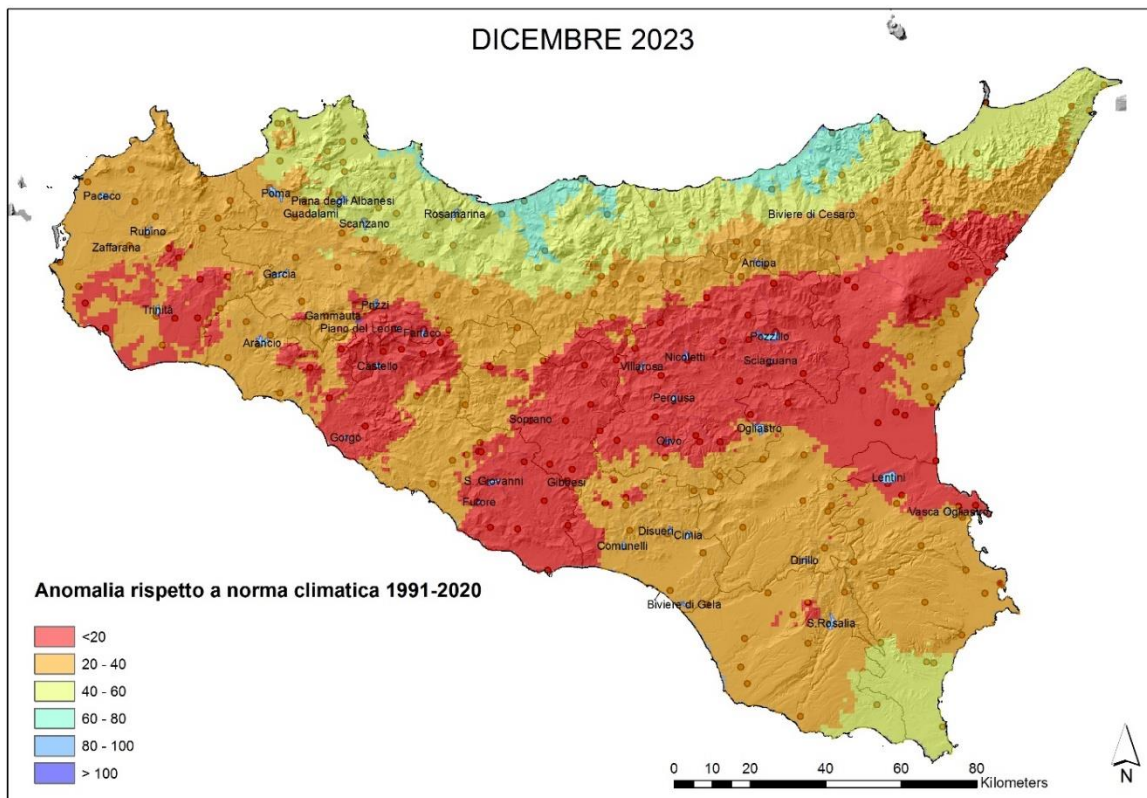 DICEMBRE 2023
Paceco
Poma
Piana degli Albanesi
Guadalami
Scanzano
Rosamarina
Biviere di Cesarò
Rubino
Zaffarana
Garcia
Ancipa
Trinità
Prizzi
Gammauta
Piano del Leone
Fanaco
Arancio
Castello
Pozzillo
Nicoletti
Villarosa
Sciaguana
Pergusa
Soprano
Gorgo
Ogliastro
Olivo
S. Giovanni
Gibbesi
Furore
Lentini
Vasca Ogliastro
Disueri
Cimia
Comunelli
Dirillo
Biviere di Gela
S.Rosalia
Anomalia rispetto a norma climatica 1991-2020
<20
20 - 40
40 - 60
60 - 80
80 - 100
> 100
0 5 10 20 40 60 80
Kilometers
N